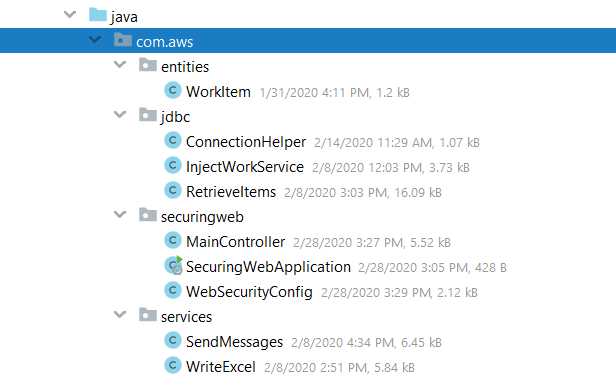 java
com.aws
entities
WorkItem 1/31/2020 4:11 PM, 1.2 kB
jdbc
ConnectionHelper 2/14/2020 11:29 AM, 1.07 kB
InjectWorkService 2/8/2020 12:03 PM, 3.73 kB
RetrieveItems 2/8/2020 3:03 PM, 16.09 kB
securingweb
MainController 2/28/2020 3:27 PM, 5.52 kB
SecuringWebApplication 2/28/2020 3:05 PM, 428 B
WebSecurityConfig 2/28/2020 3:29 PM, 2.12 kB
services
SendMessages 2/8/2020 4:34 PM, 6.45 kB
WriteExcel 2/8/2020 2:51 PM, 5.84 kB